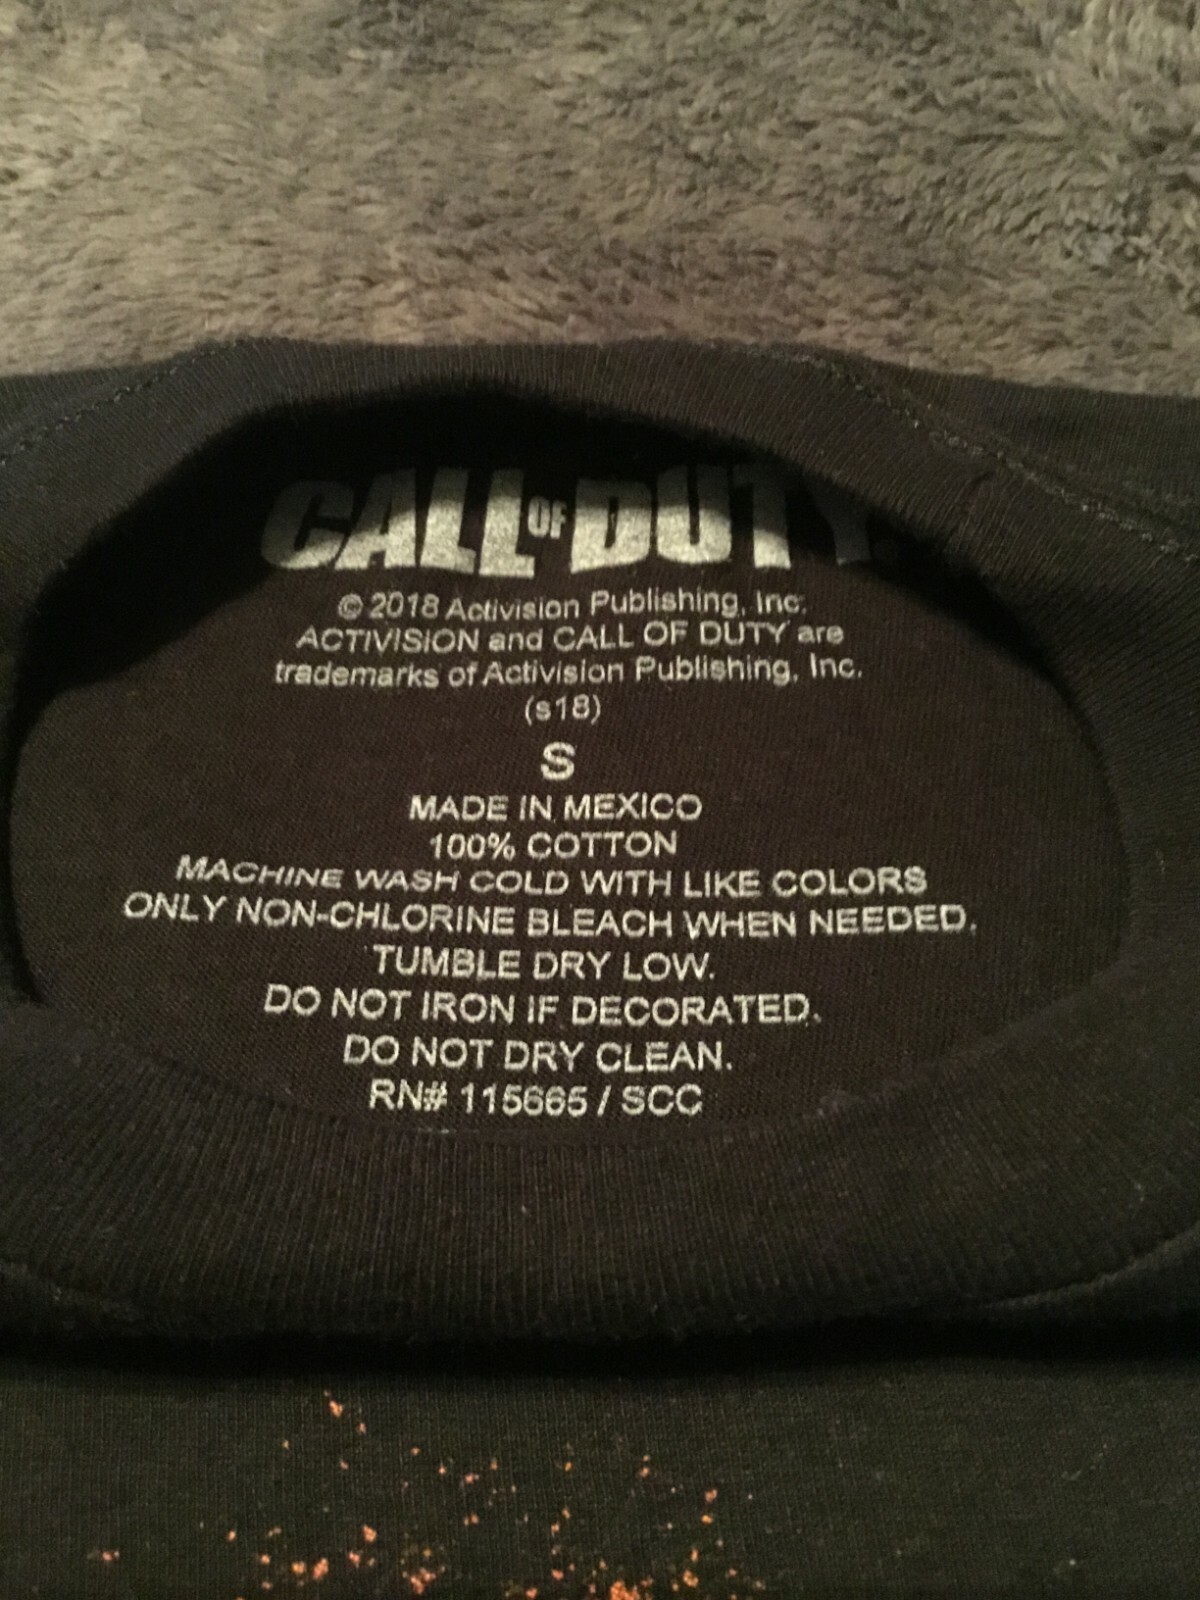 CALL OF DUTY
© 2018 Activision Publishing, Inc.
ACTIVISION and CALL OF DUTY are
trademarks of Activision Publishing, Inc.
(s18)
S
MADE IN MEXICO
100% COTTON
MACHINE WASH COLD WITH LIKE COLORS
ONLY NON-CHLORINE BLEACH WHEN NEEDED.
TUMBLE DRY LOW.
DO NOT IRON IF DECORATED.
DO NOT DRY CLEAN.
RN# 115665 / SCC